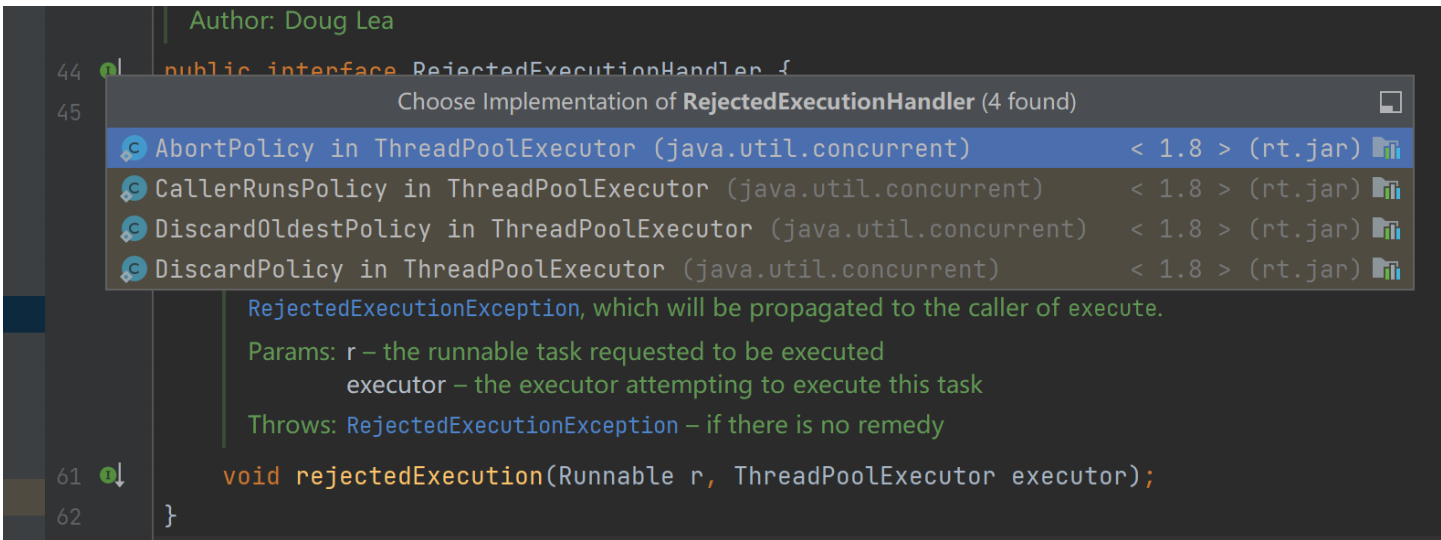 Author: Doug Lea
44 public interface RejectedExecutionHandler {
Choose Implementation of RejectedExecutionHandler (4 found)
45
AbortPolicy in ThreadPoolExecutor (java.util.concurrent) < 1.8 > (rt.jar)
CallerRunsPolicy in ThreadPoolExecutor (java.util.concurrent) < 1.8 > (rt.jar)
DiscardOldestPolicy in ThreadPoolExecutor (java.util.concurrent) < 1.8 > (rt.jar)
DiscardPolicy in ThreadPoolExecutor (java.util.concurrent) < 1.8 > (rt.jar)
RejectedExecutionException, which will be propagated to the caller of execute.
Params: r – the runnable task requested to be executed
executor – the executor attempting to execute this task
Throws: RejectedExecutionException – if there is no remedy
61 void rejectedExecution(Runnable r, ThreadPoolExecutor executor);
62 }